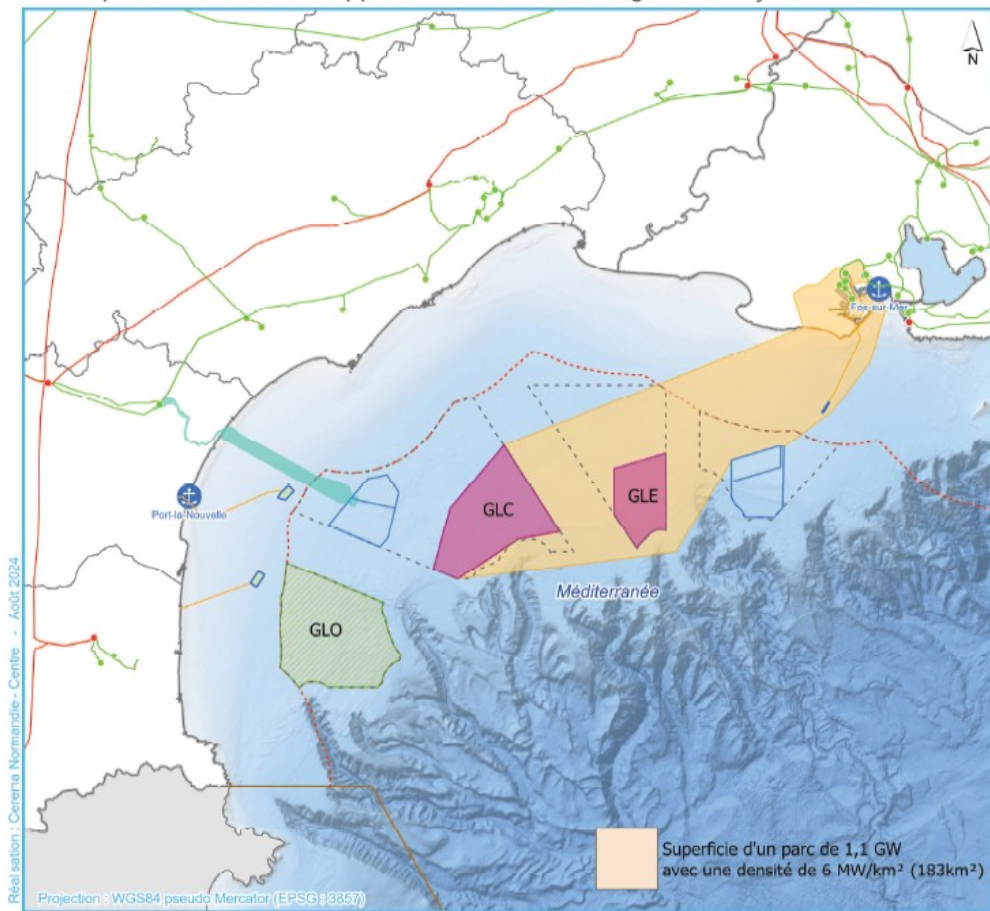 N
Fos-sur-Mer
Port-la-Nouvelle
GLC
GLE
Méditerranée
GLO
Superficie d'un parc de 1,1 GW
avec une densité de 6 MW/km² (183km²)
Réalisation : Cerema Normandie-Centre - Août 2024
Projection : WGS84 pseudo Mercator (EPSG : 3857)